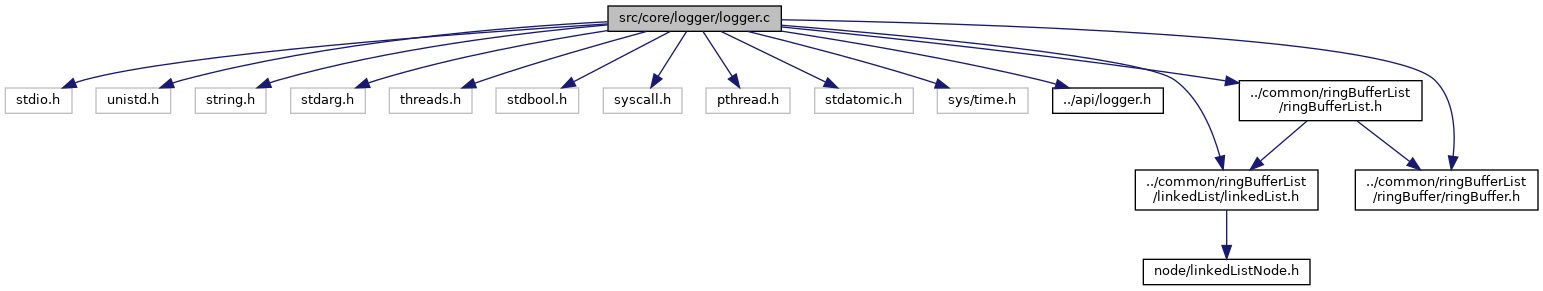 src/core/logger/logger.c
stdio.h
unistd.h
string.h
stdarg.h
threads.h
stdbool.h
syscall.h
pthread.h
stdatomic.h
sys/time.h
../api/logger.h
../common/ringBufferList
/ringBufferList.h
../common/ringBufferList
/linkedList/linkedList.h
../common/ringBufferList
/ringBuffer/ringBuffer.h
node/linkedListNode.h